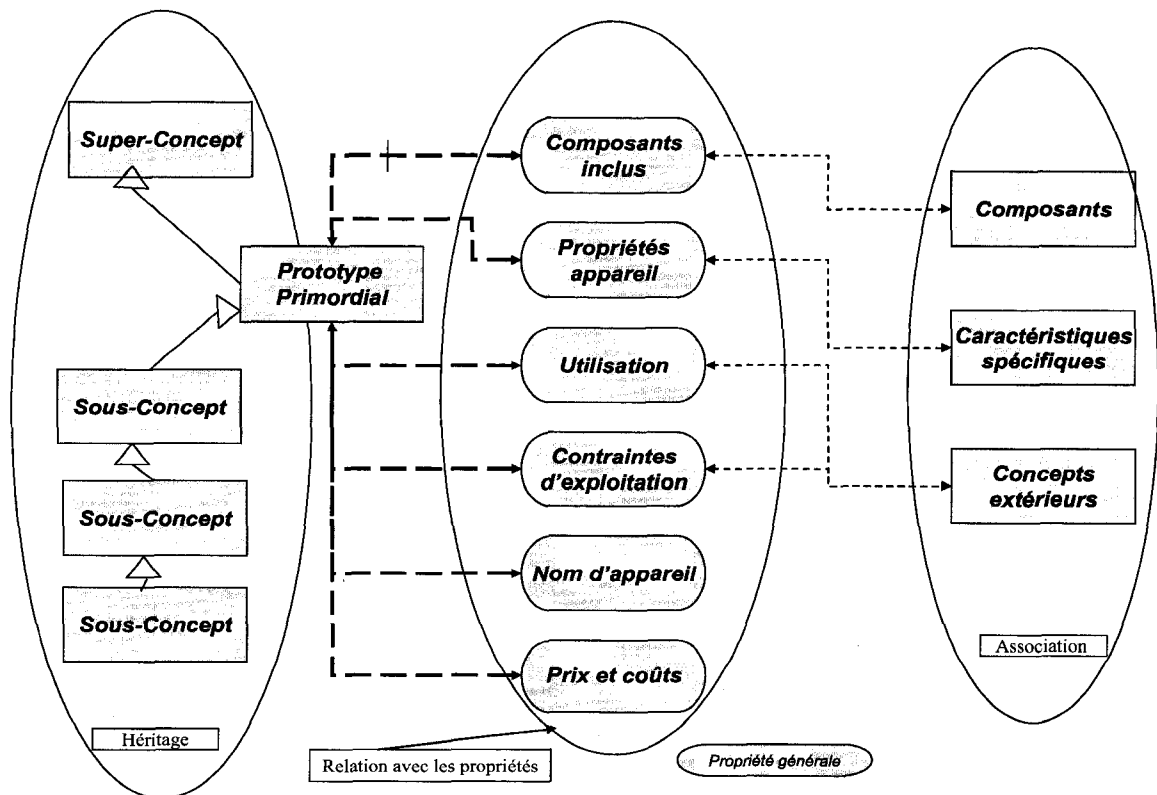 Super-Concept
Prototype
Primordial
Sous-Concept
Sous-Concept
Sous-Concept
Héritage
Composants
inclus
Propriétés
appareil
Utilisation
Contraintes
d'exploitation
Nom d'appareil
Prix et coûts
Relation avec les propriétés
Propriété générale
Composants
Caractéristiques
spécifiques
Concepts
extérieurs
Association